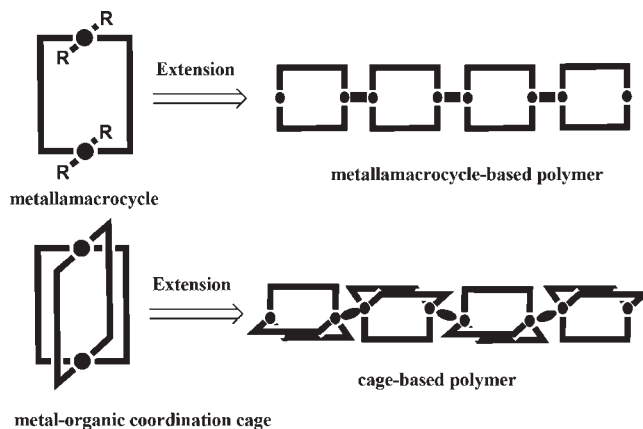 R
R
Extension
R
R
metallamacrocycle
metallamacrocycle-based polymer
Extension
cage-based polymer
metal-organic coordination cage